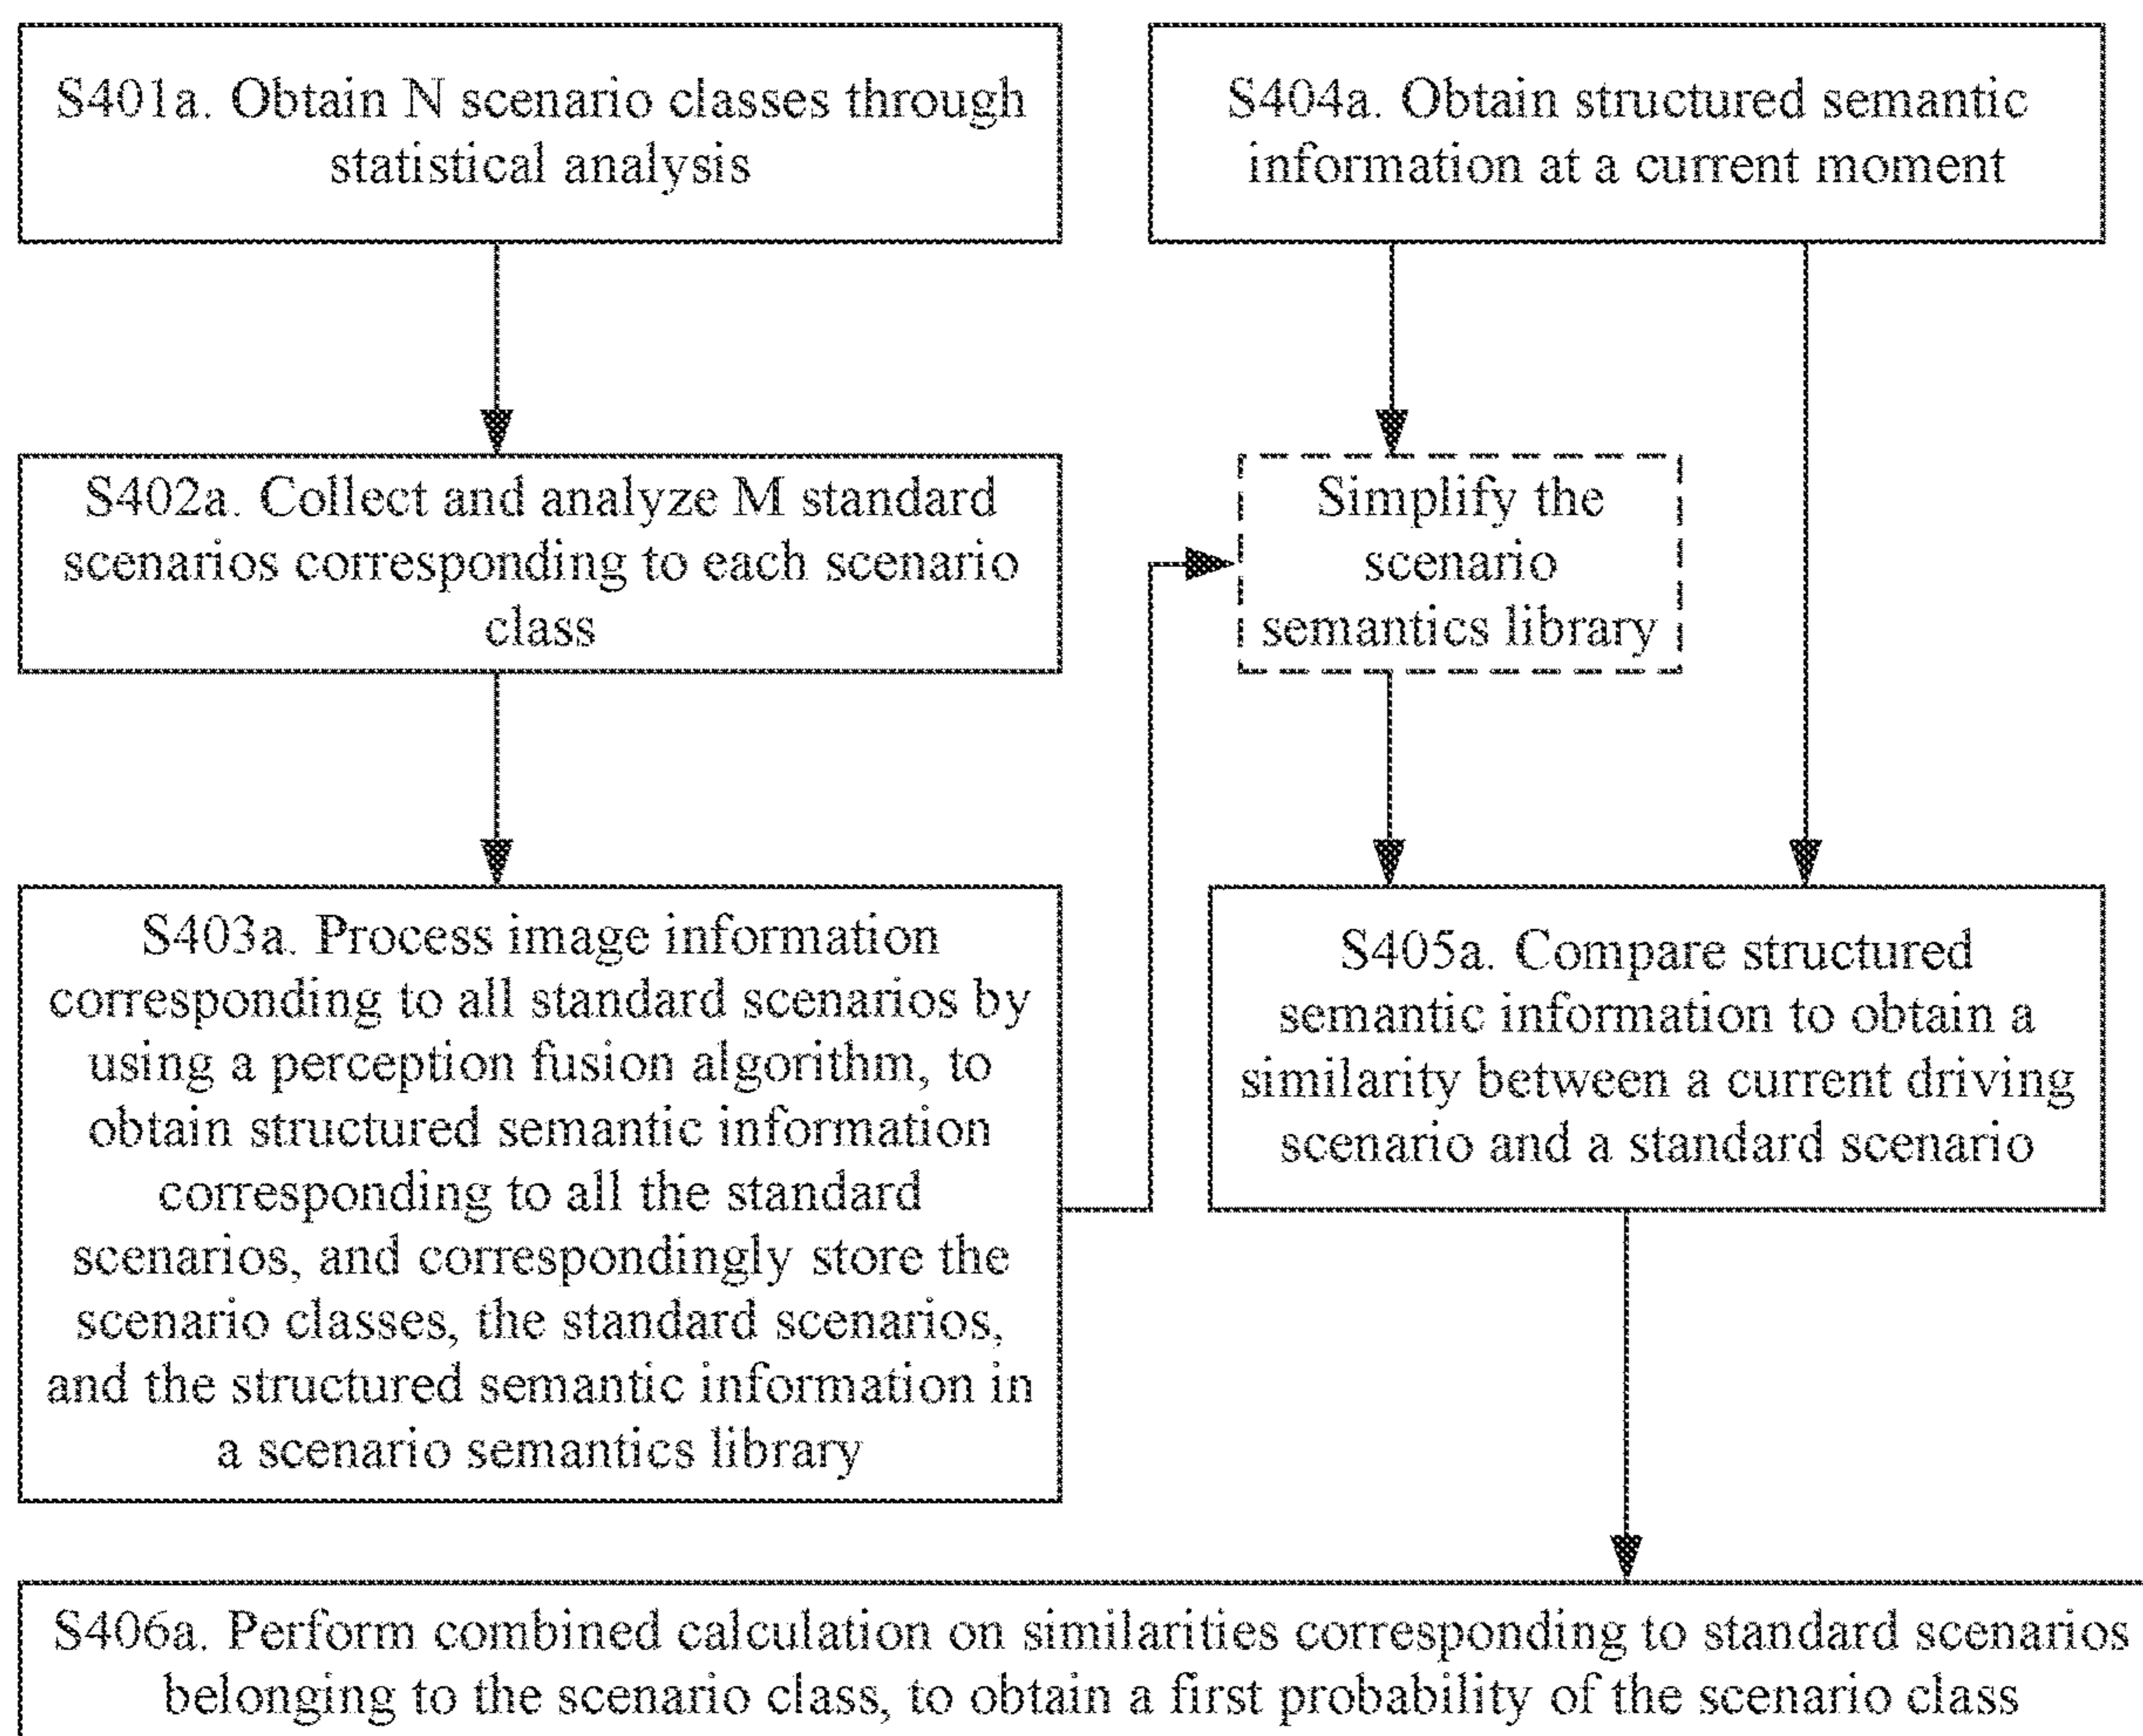 S401a. Obtain N scenario classes through
statistical analysis
S404a. Obtain structured semantic
information at a current moment
S402a. Collect and analyze M standard
scenarios corresponding to each scenario
class
Simplify the
scenario
semantics library
S403a. Process image information
corresponding to all standard scenarios by
using a perception fusion algorithm, to
obtain structured semantic information
corresponding to all the standard
scenarios, and correspondingly store the
scenario classes, the standard scenarios,
and the structured semantic information in
a scenario semantics library
S405a. Compare structured
semantic information to obtain a
similarity between a current driving
scenario and a standard scenario
S406a. Perform combined calculation on similarities corresponding to standard scenarios
belonging to the scenario class, to obtain a first probability of the scenario class